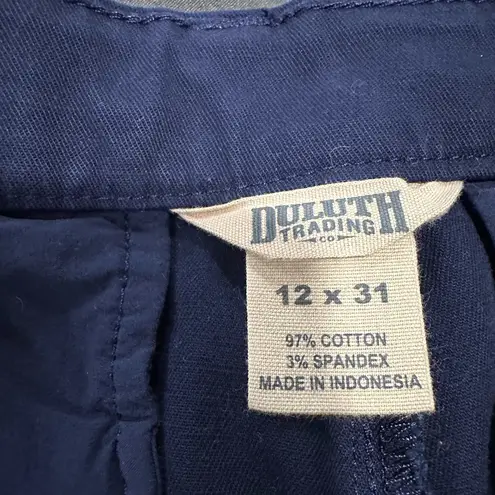 DULUTH
TRADING
CO
12 x 31
97% COTTON
3% SPANDEX
MADE IN INDONESIA